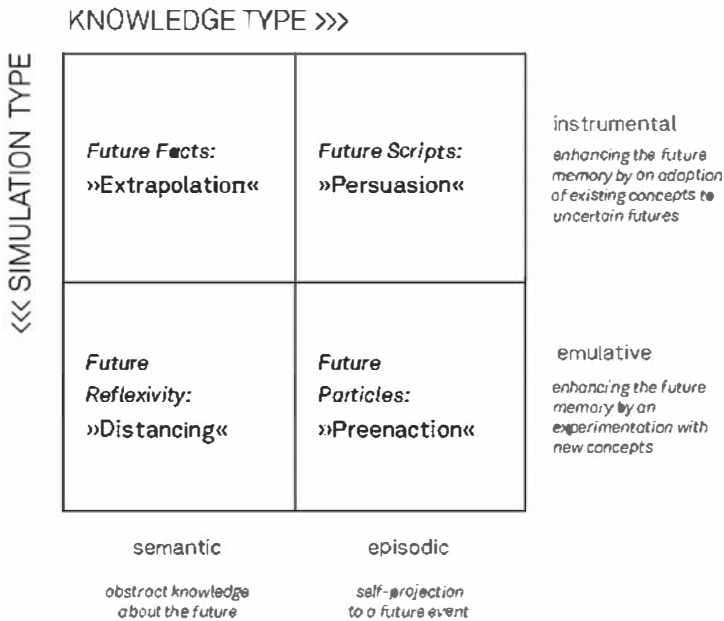 KNOWLEDGE TYPE >>>
<<< SIMULATION TYPE
Future Facts:
»Extrapolation«
Future Scripts:
»Persuasion«
instrumental
enhancing the future
memory by an adaption
of existing concepts to
uncertain futures
Future
Reflexivity:
»Distancing«
Future
Particles:
»Preenaction«
emulative
enhancing the future
memory by an
experimentation with
new concepts
semantic
abstract knowledge
about the future
episodic
self-projection
to a future event